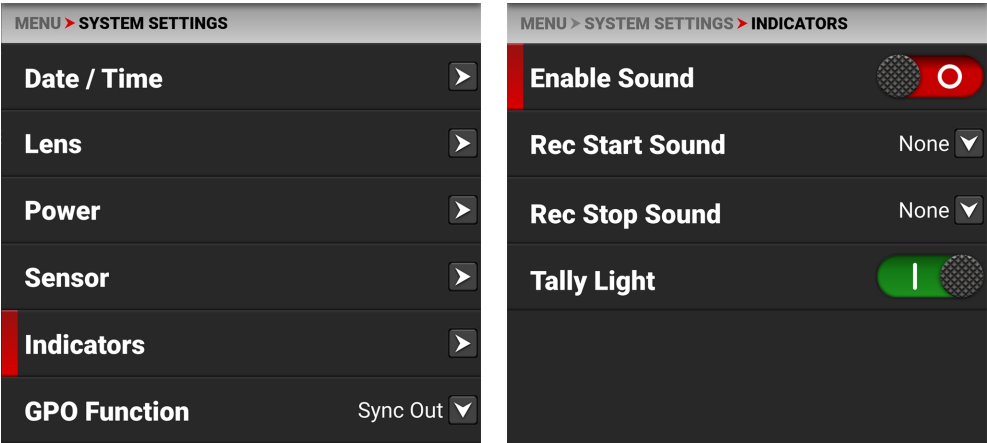 MENU > SYSTEM SETTINGS
Date / Time
Lens
Power
Sensor
Indicators
GPO Function Sync Out
MENU > SYSTEM SETTINGS > INDICATORS
Enable Sound
Rec Start Sound None
Rec Stop Sound None
Tally Light